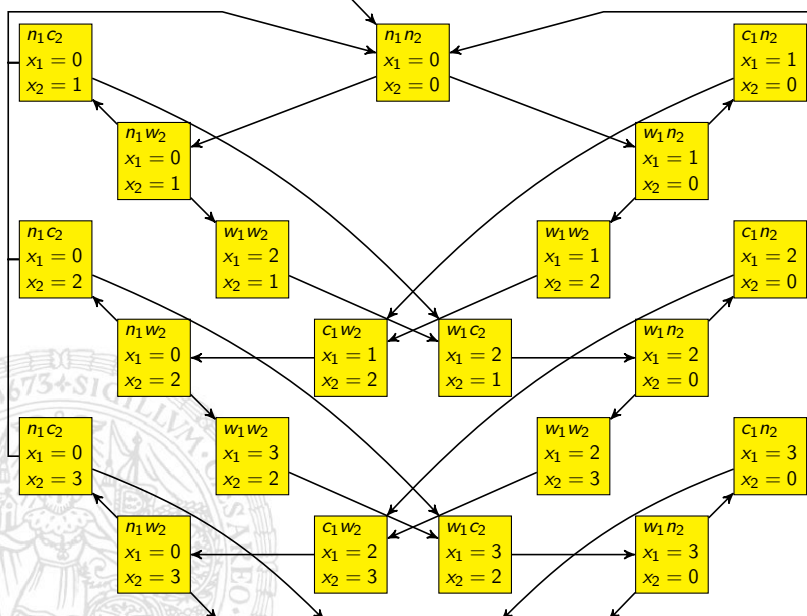 n₁c₂
x₁ = 0
x₂ = 1
n₁n₂
x₁ = 0
x₂ = 0
c₁n₂
x₁ = 1
x₂ = 0
n₁w₂
x₁ = 0
x₂ = 1
w₁n₂
x₁ = 1
x₂ = 0
n₁c₂
x₁ = 0
x₂ = 2
w₁w₂
x₁ = 2
x₂ = 1
w₁w₂
x₁ = 1
x₂ = 2
c₁n₂
x₁ = 2
x₂ = 0
n₁w₂
x₁ = 0
x₂ = 2
c₁w₂
x₁ = 1
x₂ = 2
w₁c₂
x₁ = 2
x₂ = 1
w₁n₂
x₁ = 2
x₂ = 0
n₁c₂
x₁ = 0
x₂ = 3
w₁w₂
x₁ = 3
x₂ = 2
w₁w₂
x₁ = 2
x₂ = 3
c₁n₂
x₁ = 3
x₂ = 0
n₁w₂
x₁ = 0
x₂ = 3
c₁w₂
x₁ = 2
x₂ = 3
w₁c₂
x₁ = 3
x₂ = 2
w₁n₂
x₁ = 3
x₂ = 0
1673
SIGILLVM